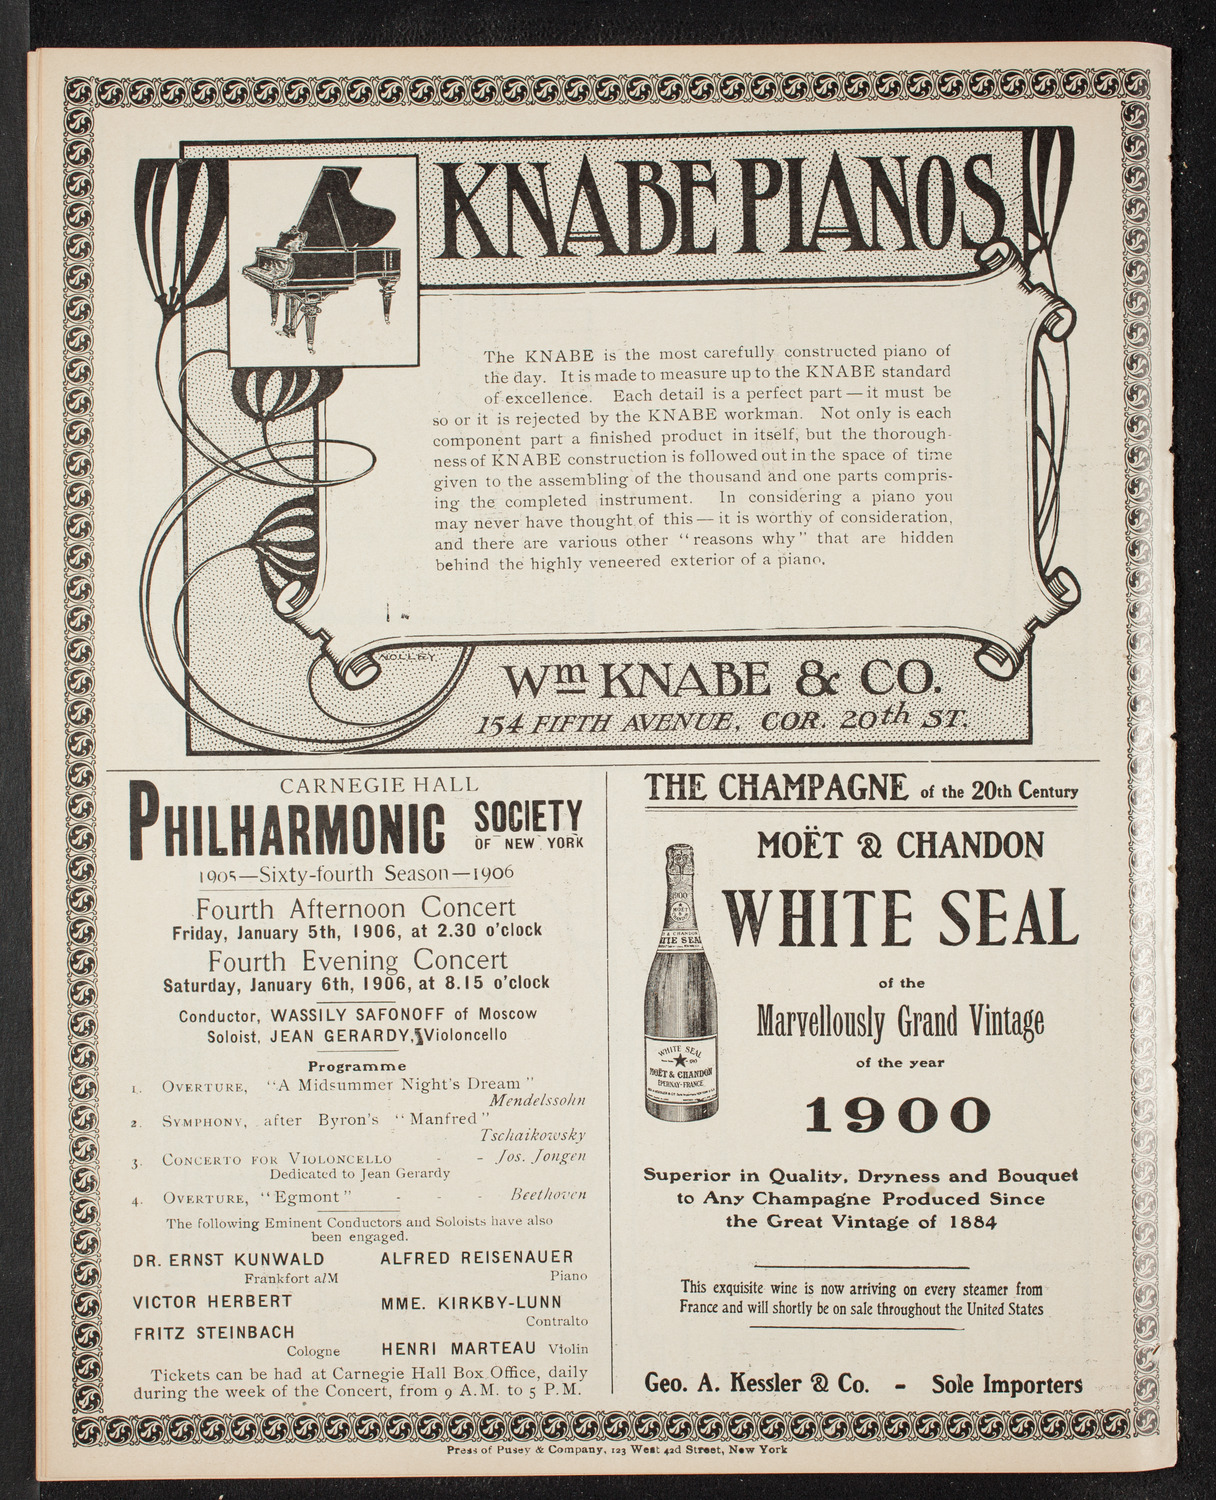 KNABE PIANOS
The KNABE is the most carefully constructed piano of
the day. It is made to measure up to the KNABE standard
of excellence. Each detail is a perfect part — it must be
so or it is rejected by the KNABE workman. Not only is each
component part a finished product in itself, but the thorough-
ness of KNABE construction is followed out in the space of time
given to the assembling of the thousand and one parts compris-
ing the completed instrument. In considering a piano you
may never have thought of this — it is worthy of consideration,
and there are various other "reasons why" that are hidden
behind the highly veneered exterior of a piano.
Wm KNABE & CO.
154 FIFTH AVENUE, COR. 20th ST.
CARNEGIE HALL
PHILHARMONIC SOCIETY
OF NEW YORK
1905—Sixty-fourth Season—1906
Fourth Afternoon Concert
Friday, January 5th, 1906, at 2.30 o'clock
Fourth Evening Concert
Saturday, January 6th, 1906, at 8.15 o'clock
Conductor, WASSILY SAFONOFF of Moscow
Soloist, JEAN GERARDY, Violoncello
Programme
1. OVERTURE, "A Midsummer Night's Dream"
Mendelssohn
2. SYMPHONY, after Byron's "Manfred"
Tschaikowsky
3. CONCERTO FOR VIOLONCELLO - - Jos. Jongen
Dedicated to Jean Gerardy
4. OVERTURE, "Egmont" - - - Beethoven
The following Eminent Conductors and Soloists have also
been engaged.
DR. ERNST KUNWALD
Frankfort a/M
VICTOR HERBERT
FRITZ STEINBACH
Cologne
ALFRED REISENAUER
Piano
MME. KIRKBY-LUNN
Contralto
HENRI MARTEAU Violin
Tickets can be had at Carnegie Hall Box Office, daily
during the week of the Concert, from 9 A.M. to 5 P.M.
THE CHAMPAGNE of the 20th Century
MOËT & CHANDON
WHITE SEAL
of the
Marvellously Grand Vintage
of the year
1900
1900
WHITE SEAL
MOËT & CHANDON
EPERNAY-FRANCE
Superior in Quality, Dryness and Bouquet
to Any Champagne Produced Since
the Great Vintage of 1884
This exquisite wine is now arriving on every steamer from
France and will shortly be on sale throughout the United States
Geo. A. Kessler & Co. - Sole Importers
Press of Pusey & Company, 123 West 42d Street, New York